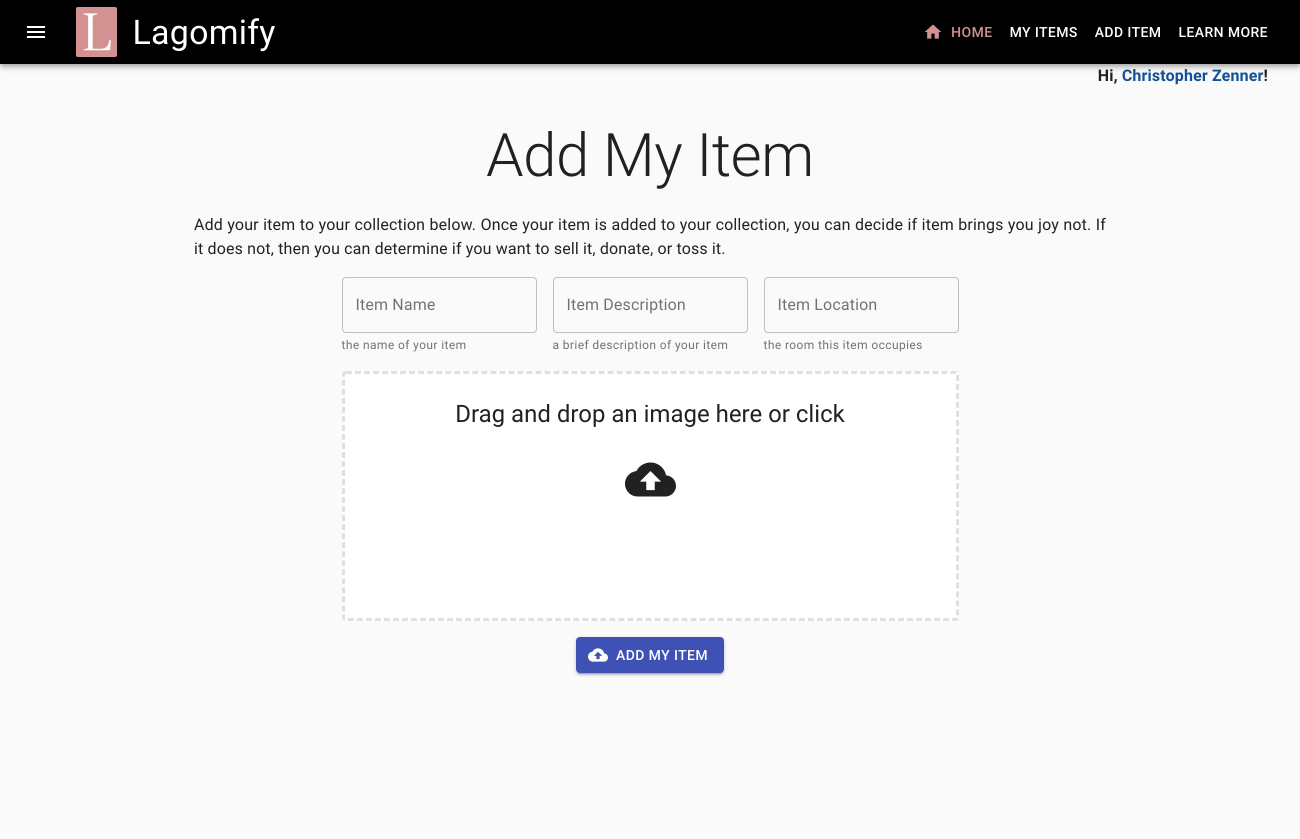 L Lagomify HOME MY ITEMS ADD ITEM LEARN MORE
Hi, Christopher Zenner!
Add My Item
Add your item to your collection below. Once your item is added to your collection, you can decide if item brings you joy not. If
it does not, then you can determine if you want to sell it, donate, or toss it.
Item Name Item Description Item Location
the name of your item a brief description of your item the room this item occupies
Drag and drop an image here or click
ADD MY ITEM